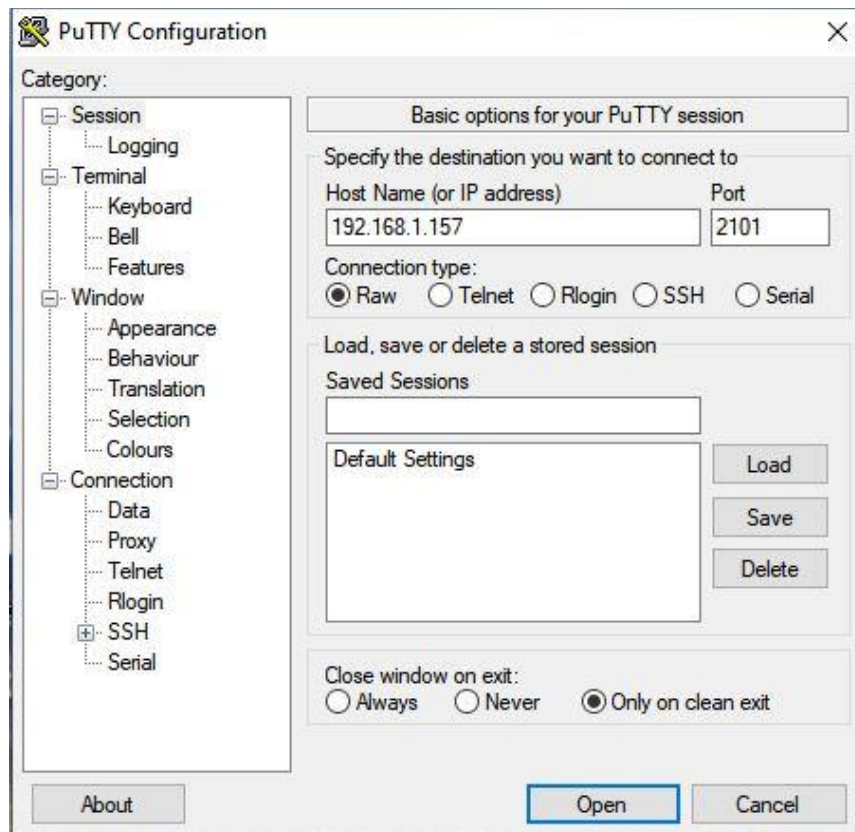 PuTTY Configuration
Category:
Session
Logging
Terminal
Keyboard
Bell
Features
Window
Appearance
Behaviour
Translation
Selection
Colours
Connection
Data
Proxy
Telnet
Rlogin
SSH
Serial
Basic options for your PuTTY session
Specify the destination you want to connect to
Host Name (or IP address) Port
192.168.1.157 2101
Connection type:
Raw Telnet Rlogin SSH Serial
Load, save or delete a stored session
Saved Sessions
Default Settings
Load
Save
Delete
Close window on exit:
Always Never Only on clean exit
About Open Cancel